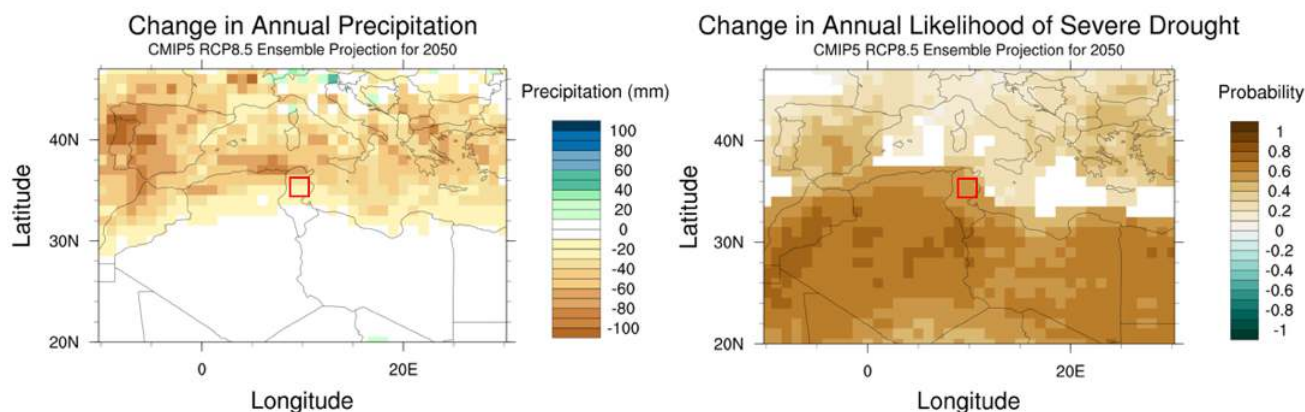 Change in Annual Precipitation
CMIP5 RCP8.5 Ensemble Projection for 2050
Precipitation (mm)
100
80
60
40
20
0
-20
-40
-60
-80
-100
Latitude
40N
30N
20N
0
20E
Longitude
Change in Annual Likelihood of Severe Drought
CMIP5 RCP8.5 Ensemble Projection for 2050
Probability
1
0.8
0.6
0.4
0.2
0
-0.2
-0.4
-0.6
-0.8
-1
Latitude
40N
30N
20N
0
20E
Longitude